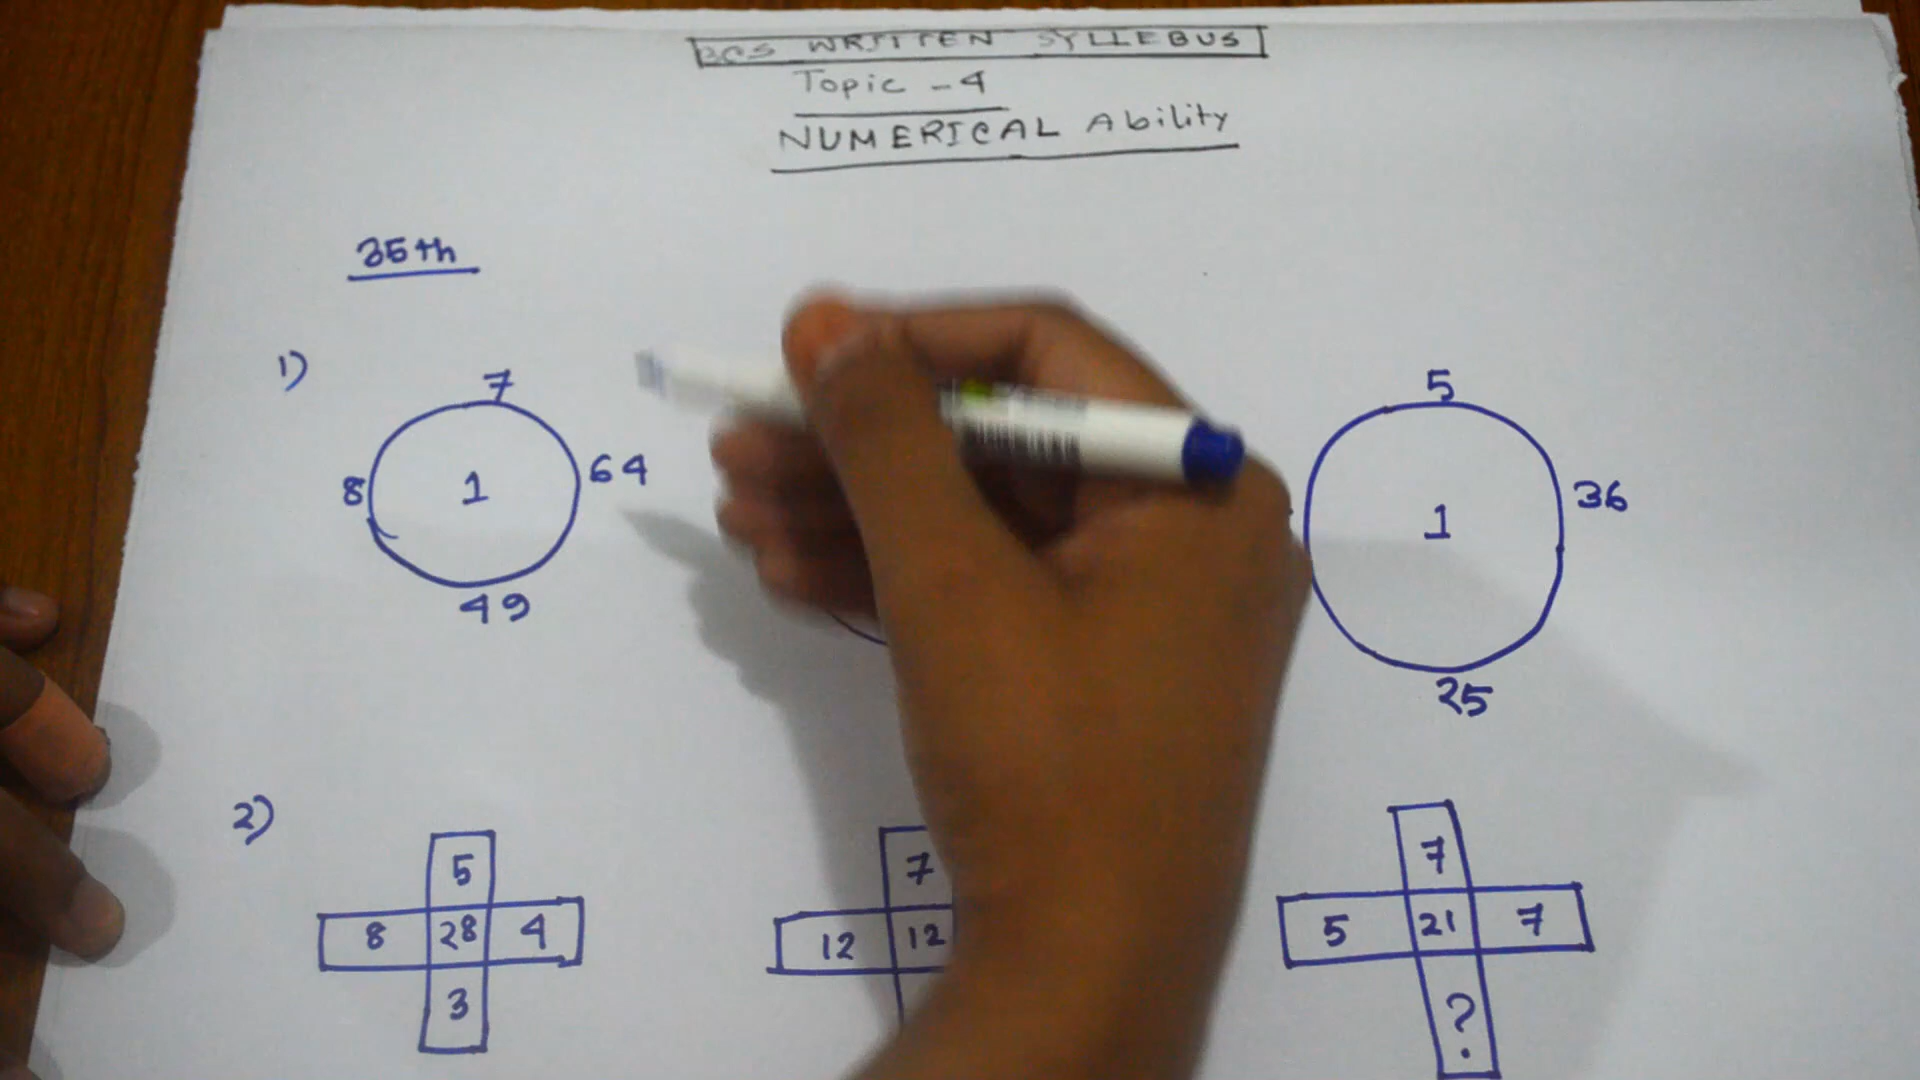 BCS WRITTEN SYLLEBUS
Topic - 4
NUMERICAL Ability
35th
1)
7
8 1 64
49
5
1 36
25
2)
5
8 28 4
3
7
12 12
7
5 21 7
?